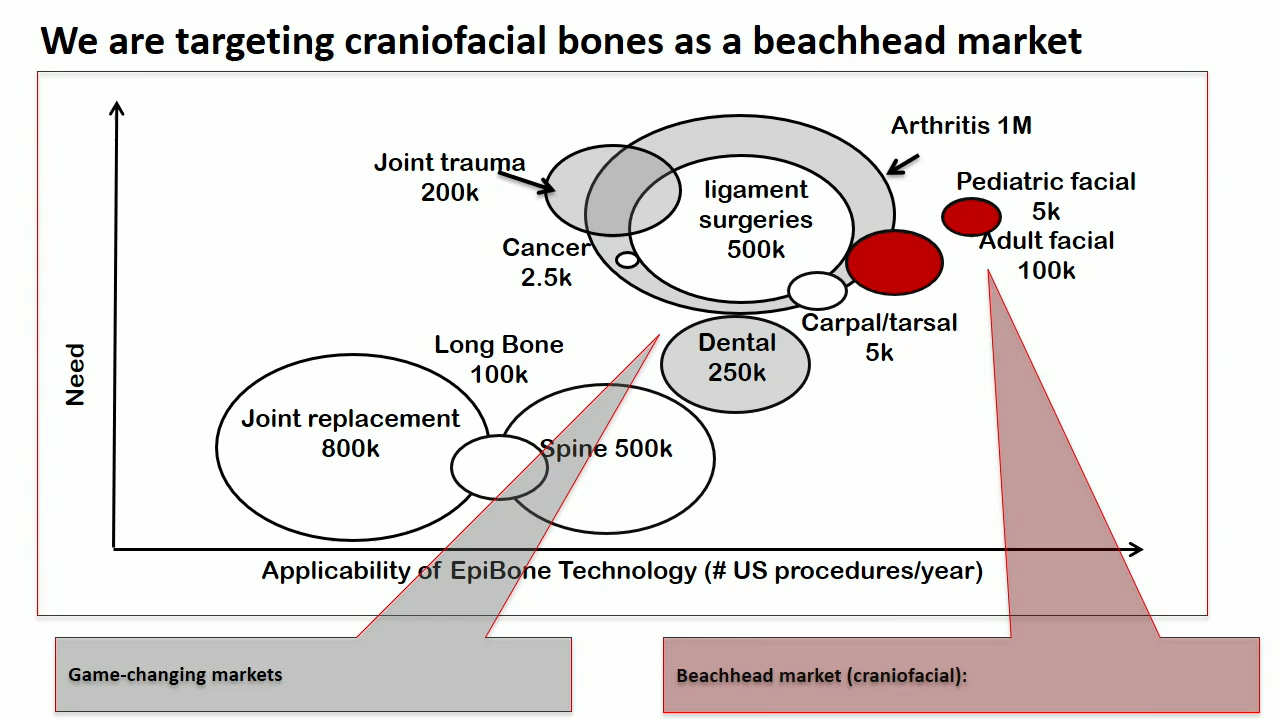 We are targeting craniofacial bones as a beachhead market
Arthritis 1M
Joint trauma
200k
ligament
surgeries
500k
Pediatric facial
5k
Adult facial
100k
Cancer
2.5k
Carpal/tarsal
5k
Dental
250k
Long Bone
100k
Joint replacement
800k
Spine 500k
Need
Applicability of EpiBone Technology (# US procedures/year)
Game-changing markets
Beachhead market (craniofacial):